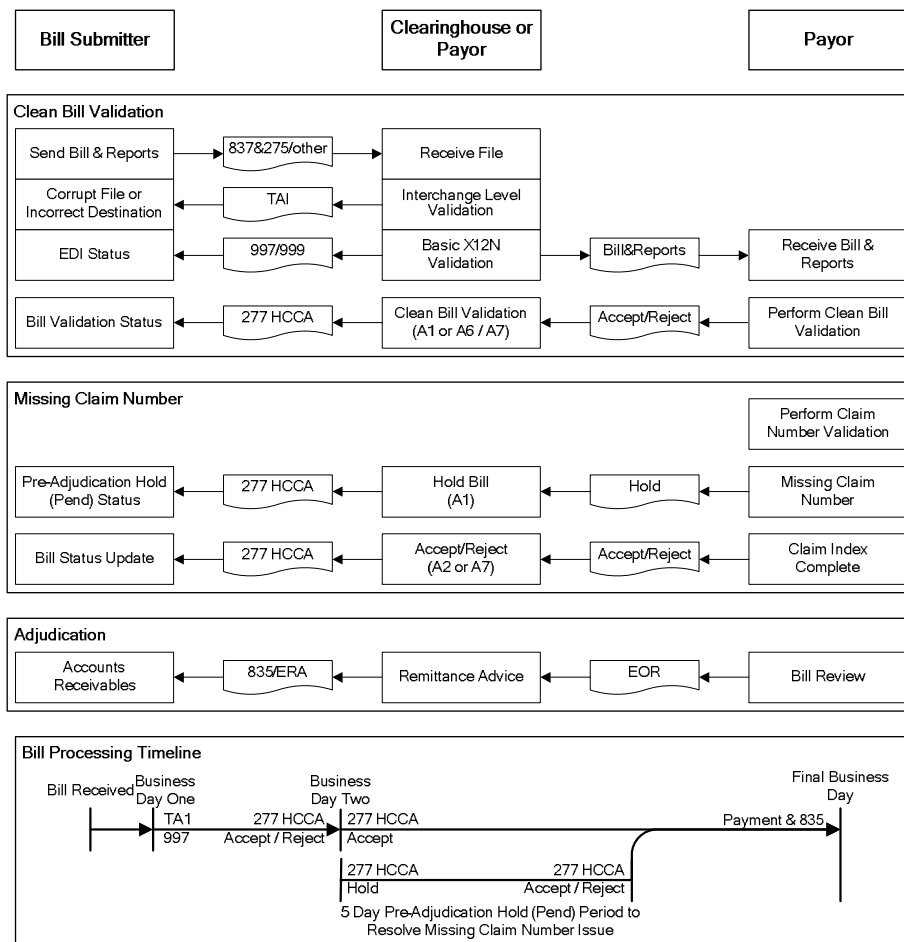 Bill Submitter
Clearinghouse or
Payor
Payor
Clean Bill Validation
Send Bill & Reports
837&275/other
Receive File
Corrupt File or
Incorrect Destination
TAI
Interchange Level
Validation
EDI Status
997/999
Basic X12N
Validation
Bill&Reports
Receive Bill &
Reports
Bill Validation Status
277 HCCA
Clean Bill Validation
(A1 or A6 / A7)
Accept/Reject
Perform Clean Bill
Validation
Missing Claim Number
Perform Claim
Number Validation
Pre-Adjudication Hold
(Pend) Status
277 HCCA
Hold Bill
(A1)
Hold
Missing Claim
Number
Bill Status Update
277 HCCA
Accept/Reject
(A2 or A7)
Accept/Reject
Claim Index
Complete
Adjudication
Accounts
Receivables
835/ERA
Remittance Advice
EOR
Bill Review
Bill Processing Timeline
Bill Received
Business
Day One
Business
Day Two
Final Business
Day
TA1
997
277 HCCA
Accept / Reject
277 HCCA
Accept
Payment & 835
277 HCCA
Hold
277 HCCA
Accept / Reject
5 Day Pre-Adjudication Hold (Pend) Period to
Resolve Missing Claim Number Issue